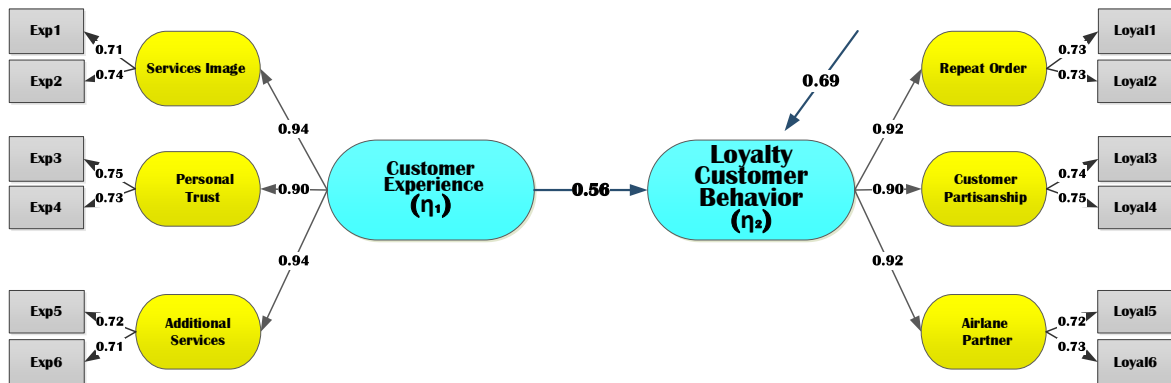 Exp1
0.71
Services Image
0.74
Exp2
Exp3
0.75
Personal
Trust
0.73
Exp4
Exp5
0.72
Additional
Services
0.71
Exp6
0.94
0.90
0.94
Customer
Experience
(η₁)
0.56
0.69
Loyalty
Customer
Behavior
(η₂)
0.92
0.90
0.92
Repeat Order
0.73
Loyal1
0.73
Loyal2
Customer
Partisanship
0.74
Loyal3
0.75
Loyal4
Airlane
Partner
0.72
Loyal5
0.73
Loyal6